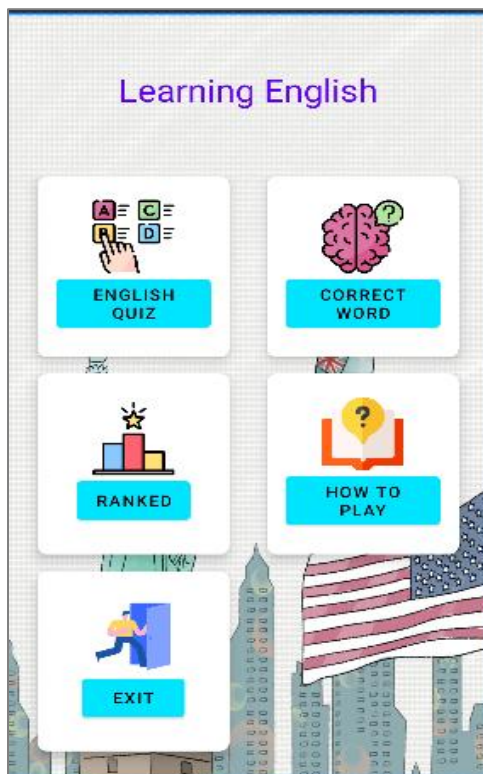 Learning English
A
C
B
D
ENGLISH
QUIZ
?
CORRECT
WORD
RANKED
?
HOW TO
PLAY
EXIT